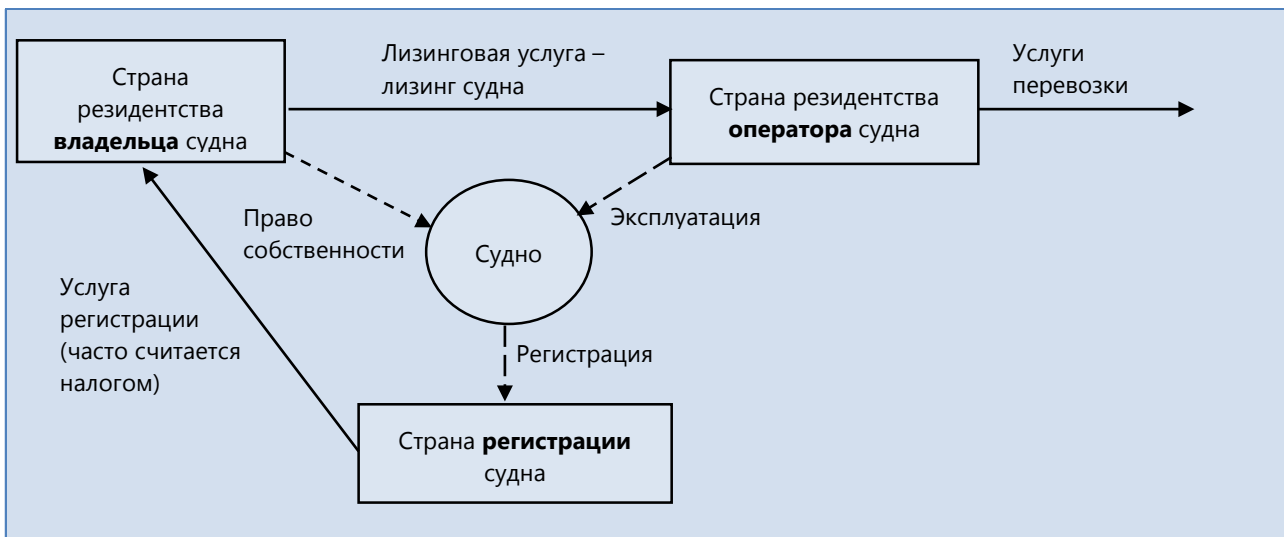 Страна
резидентства
владельца судна
Лизинговая услуга –
лизинг судна
Страна резидентства
оператора судна
Услуги
перевозки
Право
собственности
Эксплуатация
Судно
Услуга
регистрации
(часто считается
налогом)
Регистрация
Страна регистрации
судна